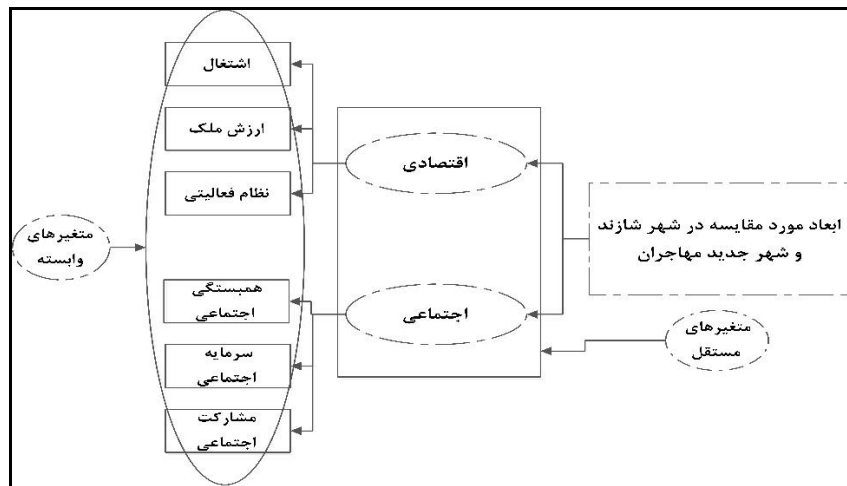 ابعاد مورد مقایسه در شهر شازند
و شهر جدید مهاجران
متغیرهای
مستقل
اقتصادی
اجتماعی
اشتغال
ارزش ملک
نظام فعالیتی
همبستگی
اجتماعی
سرمایه
اجتماعی
مشارکت
اجتماعی
متغیرهای
وابسته